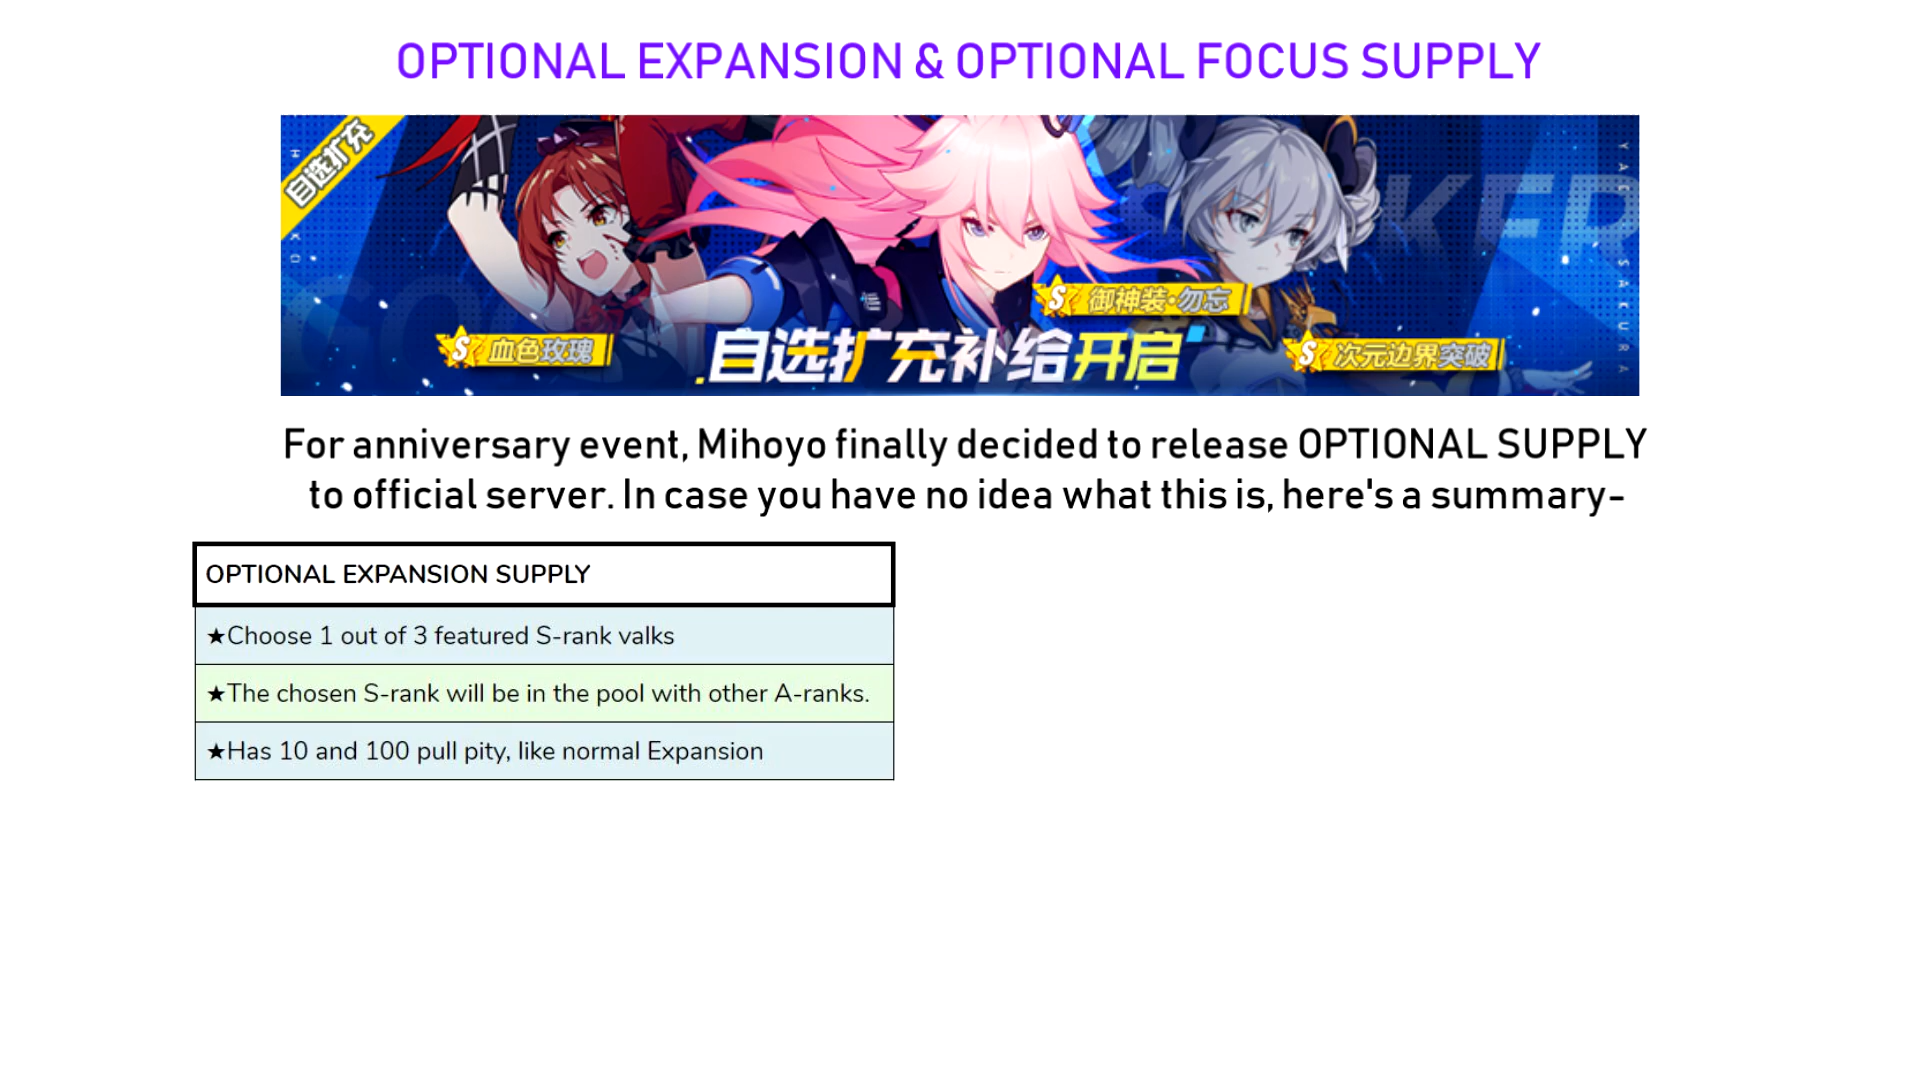 OPTIONAL EXPANSION & OPTIONAL FOCUS SUPPLY
自选扩充
御神装·勿忘
血色玫瑰
自选扩充补给开启
次元边界突破
SAKURA
For anniversary event, Mihoyo finally decided to release OPTIONAL SUPPLY
to official server. In case you have no idea what this is, here's a summary-
OPTIONAL EXPANSION SUPPLY
★Choose 1 out of 3 featured S-rank valks
★The chosen S-rank will be in the pool with other A-ranks.
★Has 10 and 100 pull pity, like normal Expansion